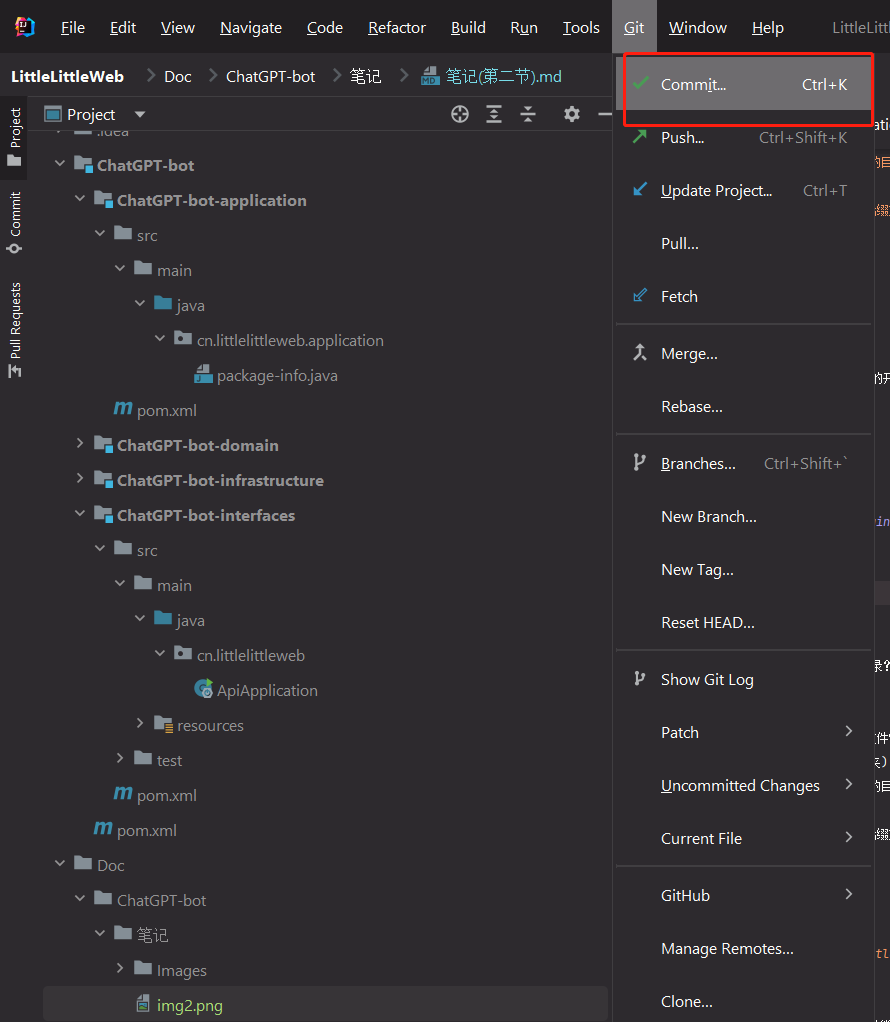 File Edit View Navigate Code Refactor Build Run Tools Git Window Help LittleLittl
LittleLittleWeb Doc ChatGPT-bot 笔记 笔记(第二节).md
Project
Commit
Pull Requests
Project
.idea
ChatGPT-bot
ChatGPT-bot-application
src
main
java
cn.littlelittleweb.application
package-info.java
pom.xml
ChatGPT-bot-domain
ChatGPT-bot-infrastructure
ChatGPT-bot-interfaces
src
main
java
cn.littlelittleweb
ApiApplication
resources
test
pom.xml
pom.xml
Doc
ChatGPT-bot
笔记
Images
img2.png
Commit... Ctrl+K
Push... Ctrl+Shift+K
Update Project... Ctrl+T
Pull...
Fetch
Merge...
Rebase...
Branches... Ctrl+Shift+`
New Branch...
New Tag...
Reset HEAD...
Show Git Log
Patch
Uncommitted Changes
Current File
GitHub
Manage Remotes...
Clone...